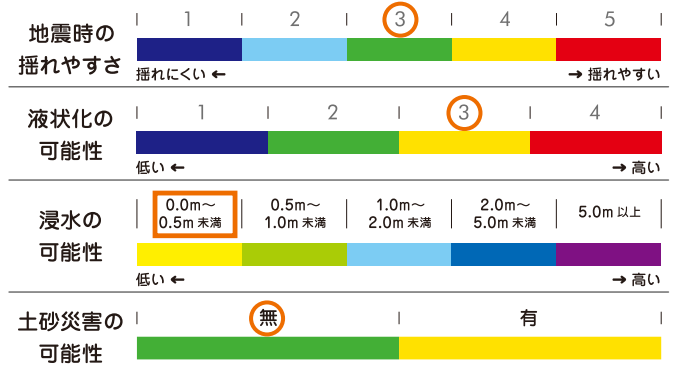 地震時の
揺れやすさ
1 2 3 4 5
揺れにくい ← → 揺れやすい
液状化の
可能性
1 2 3 4
低い ← → 高い
浸水の
可能性
0.0m〜 0.5m〜 1.0m〜 2.0m〜 5.0m 以上
0.5m 未満 1.0m 未満 2.0m 未満 5.0m 未満
低い ← → 高い
土砂災害の
可能性
無 有